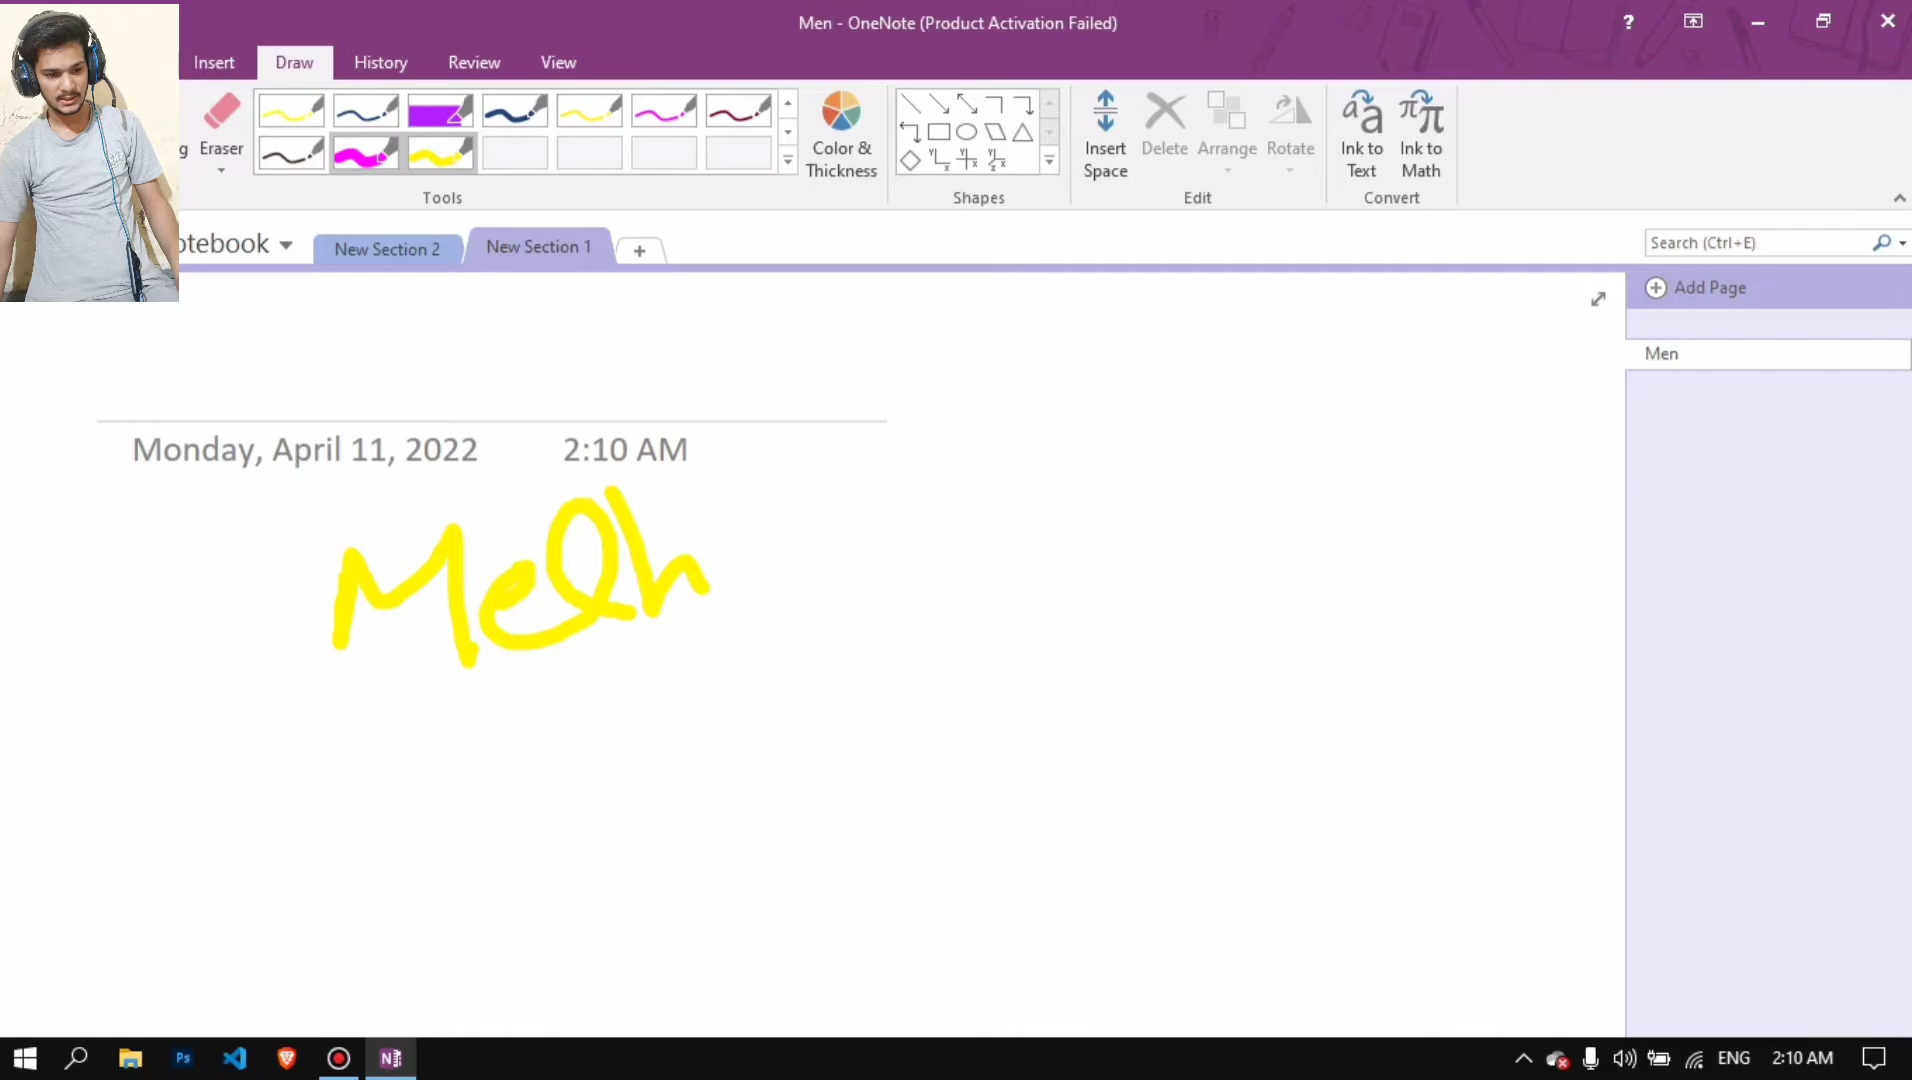 Men - OneNote (Product Activation Failed)
?
Insert Draw History Review View
g Eraser
Color & Thickness
Insert Space
Delete
Arrange
Rotate
Ink to Text
Ink to Math
Tools
Shapes
Edit
Convert
otebook
New Section 2
New Section 1
+
Search (Ctrl+E)
Add Page
Men
Monday, April 11, 2022 2:10 AM
Ps
N
ENG
2:10 AM